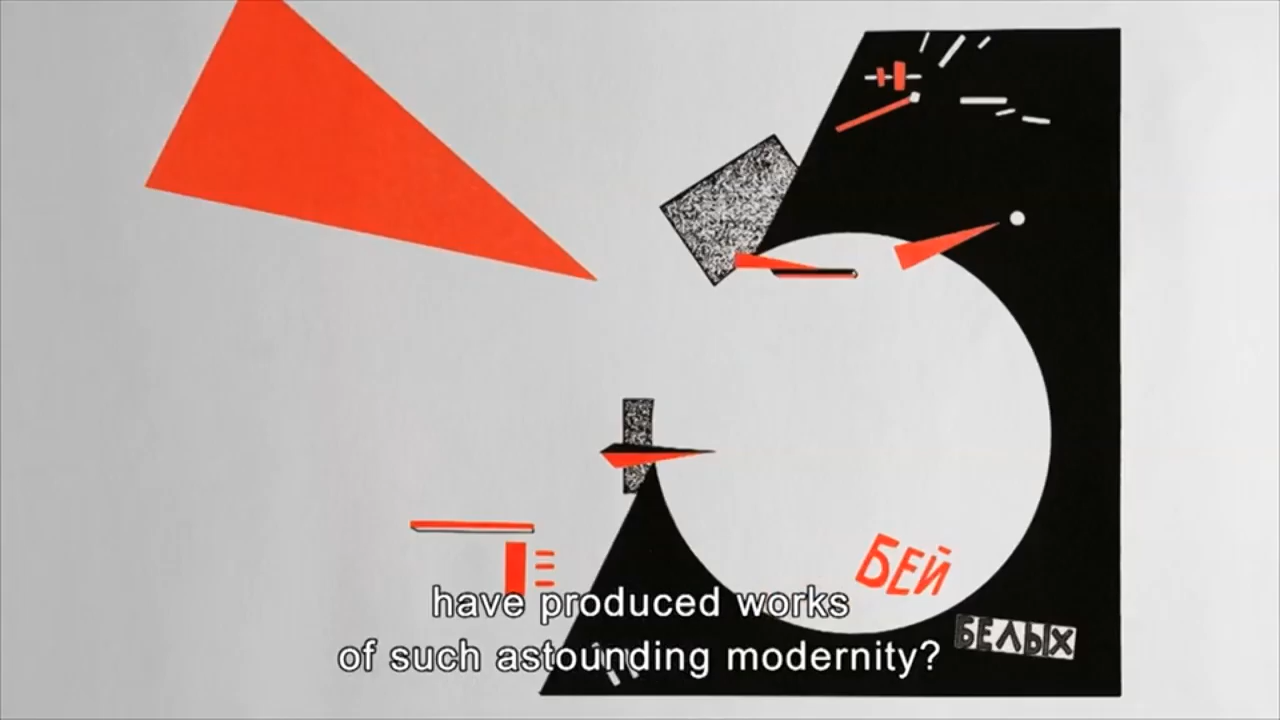 БЕЙ
БЕЛЫХ
have produced works
of such astounding modernity?